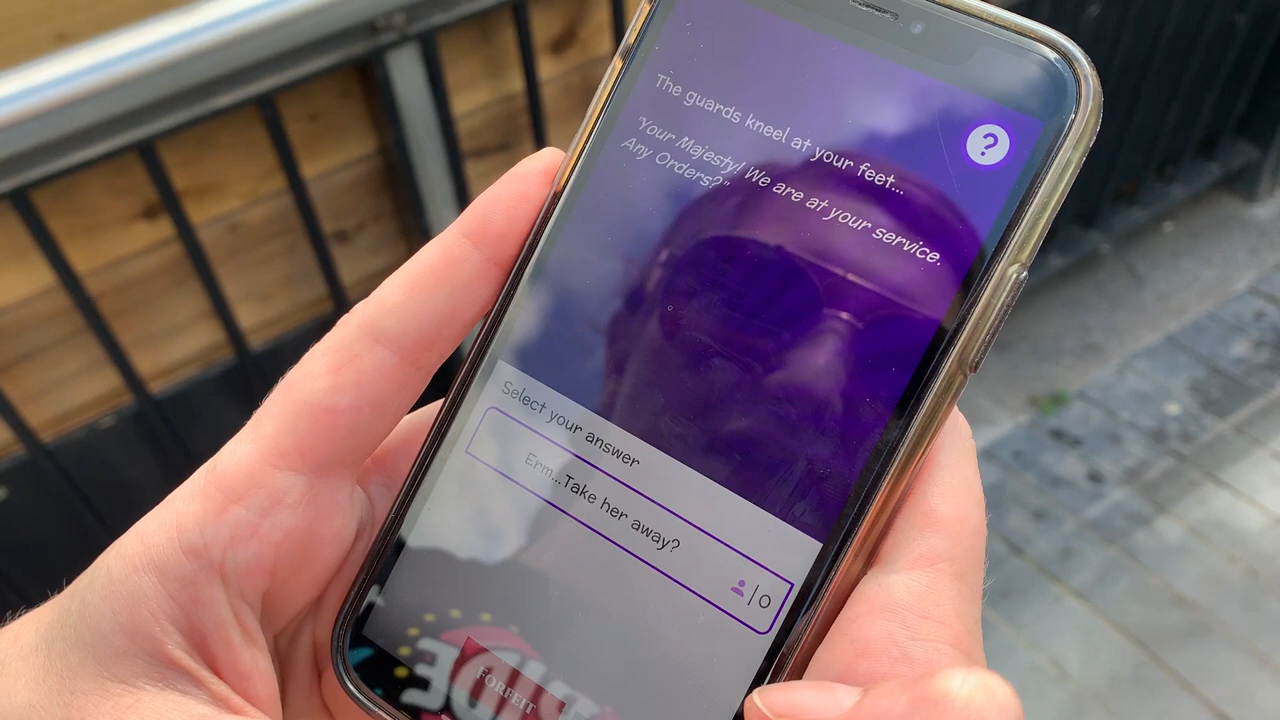 The guards kneel at your feet...
"Your Majesty! We are at your service.
Any Orders?"
?
Select your answer
Erm...Take her away?
|0
FORFEIT